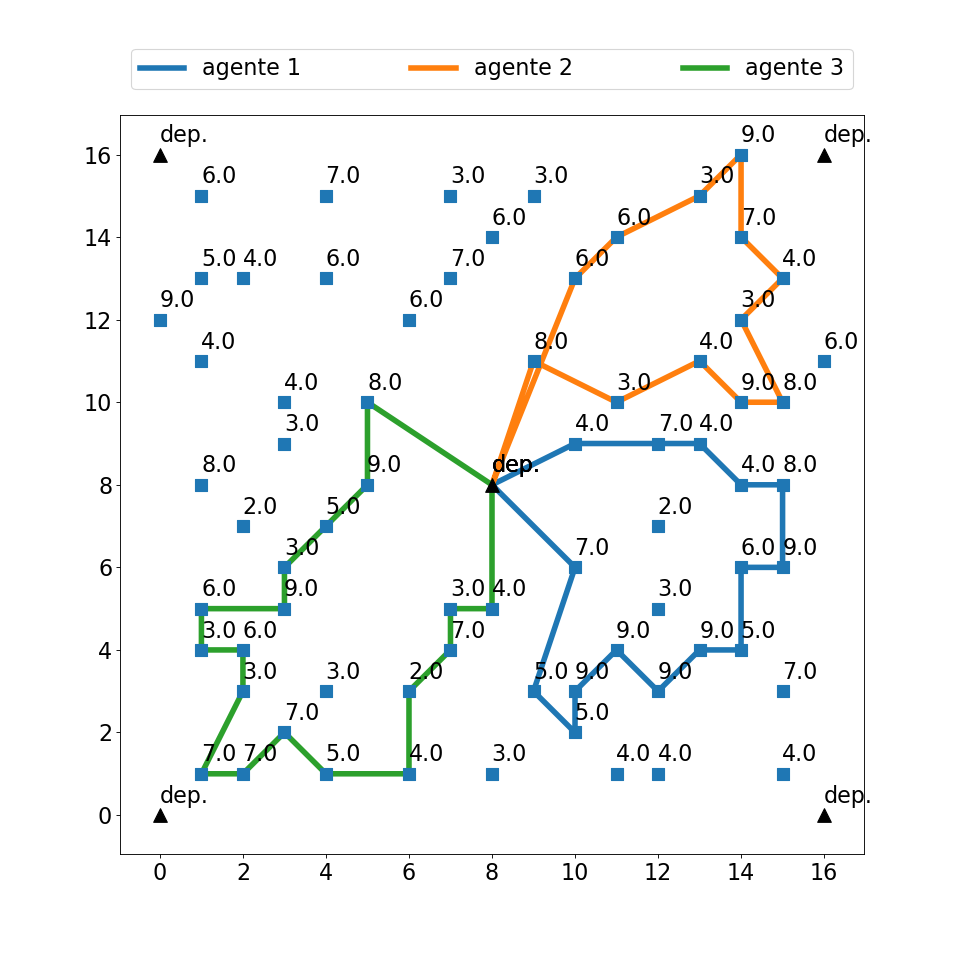 agente 1 agente 2 agente 3
9.0
dep. dep.
16
6.0 7.0 3.0 3.0 3.0
6.0 6.0 7.0
14
5.0 4.0 6.0 7.0 6.0 4.0
9.0 6.0 3.0
12
4.0 8.0 4.0 6.0
4.0 8.0 3.0 9.0 8.0
10
3.0 4.0 7.0 4.0
8.0 9.0 dep. 4.0 8.0
8
2.0 5.0 2.0
3.0 7.0 6.0 9.0
6
6.0 9.0 3.0 4.0 3.0
3.0 6.0 7.0 9.0 9.0 5.0
4
3.0 3.0 2.0 5.0 9.0 9.0 7.0
7.0 5.0
2
7.0 7.0 5.0 4.0 3.0 4.0 4.0 4.0
dep. dep.
0
0 2 4 6 8 10 12 14 16